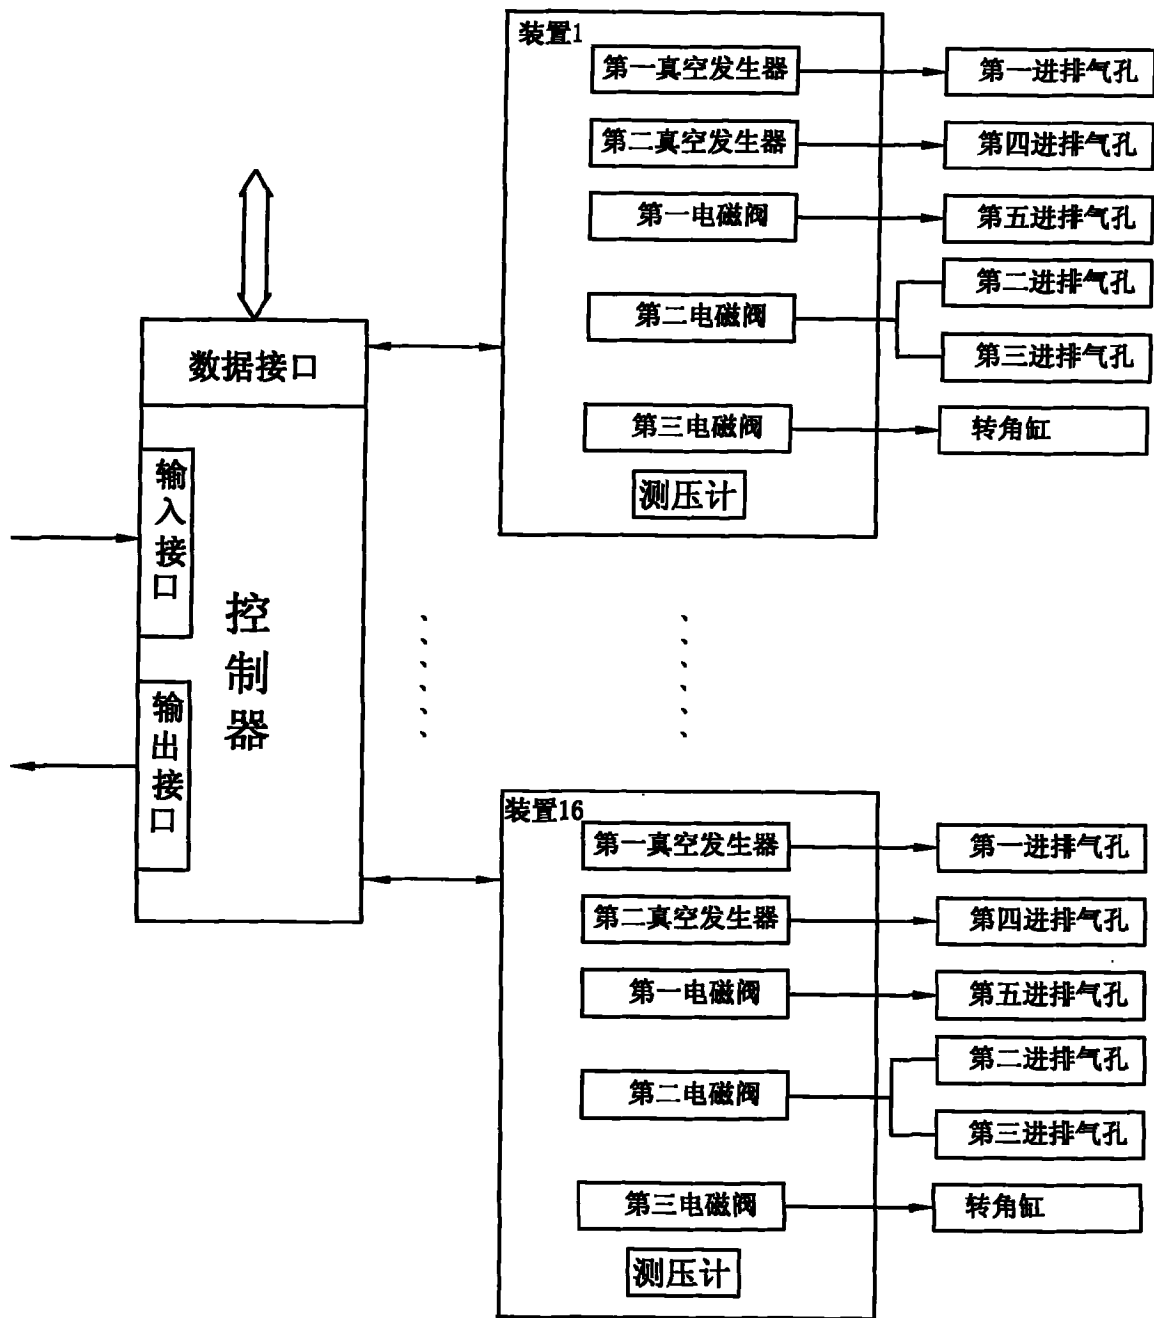 装置1
第一真空发生器
第一进排气孔
第二真空发生器
第四进排气孔
第一电磁阀
第五进排气孔
第二电磁阀
第二进排气孔
第三进排气孔
第三电磁阀
转角缸
测压计
数据接口
输入接口
控制器
输出接口
装置16
第一真空发生器
第一进排气孔
第二真空发生器
第四进排气孔
第一电磁阀
第五进排气孔
第二电磁阀
第二进排气孔
第三进排气孔
第三电磁阀
转角缸
测压计